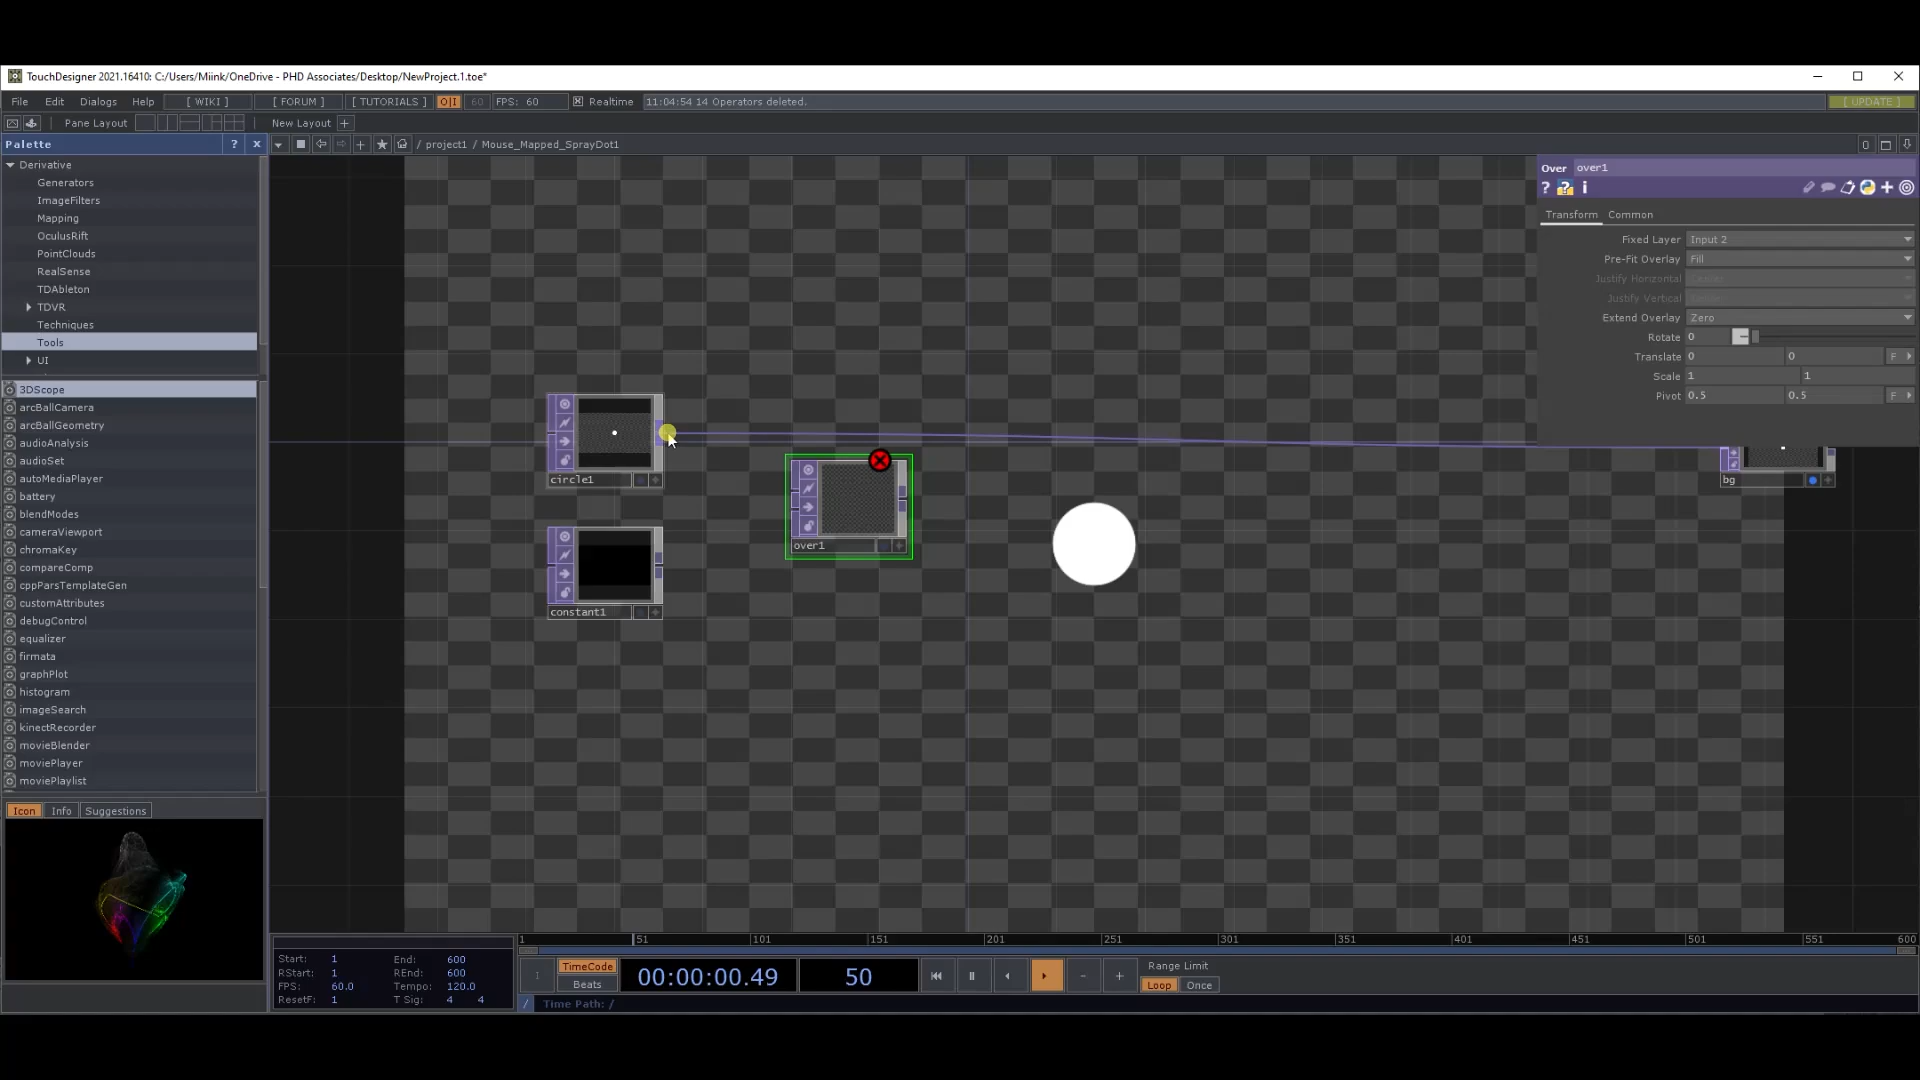 TouchDesigner 2021.16410: C:/Users/Miink/OneDrive - PHD Associates/Desktop/NewProject.1.toe*
File Edit Dialogs Help [ WIKI ] [ FORUM ] [ TUTORIALS ] O|I 60 FPS: 60 Realtime 11:04:54 14 Operators deleted. [ UPDATE ]
Pane Layout New Layout +
Palette ? x / project1 / Mouse_Mapped_SprayDot1 0
Derivative
Generators
ImageFilters
Mapping
OculusRift
PointClouds
RealSense
TDAbleton
TDVR
Techniques
Tools
UI
3DScope
arcBallCamera
arcBallGeometry
audioAnalysis
audioSet
autoMediaPlayer
battery
blendModes
cameraViewport
chromaKey
compareComp
cppParsTemplateGen
customAttributes
debugControl
equalizer
firmata
graphPlot
histogram
imageSearch
kinectRecorder
movieBlender
moviePlayer
moviePlaylist
Icon Info Suggestions
circle1
constant1
over1
bg
Over over1
? ? i
Transform Common
Fixed Layer Input 2
Pre-Fit Overlay Fill
Justify Horizontal
Justify Vertical
Extend Overlay Zero
Rotate 0
Translate 0 0 F
Scale 1 1
Pivot 0.5 0.5 F
1 51 101 151 201 251 301 351 401 451 501 551 600
Start: 1 End: 600
RStart: 1 REnd: 600
FPS: 60.0 Tempo: 120.0
ResetF: 1 T Sig: 4 4
TimeCode
Beats
00:00:00.49 50
- +
Range Limit
Loop Once
/ Time Path: /